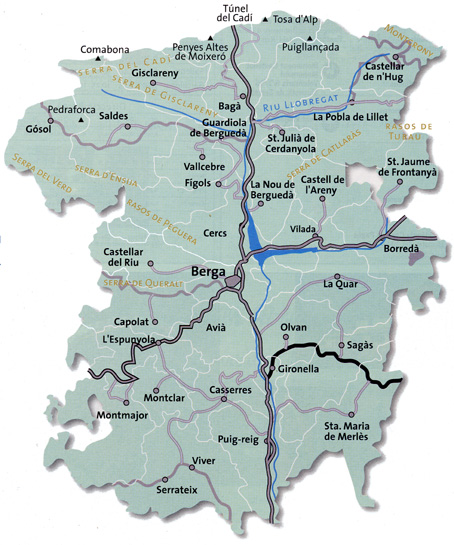 Túnel
del Cadí
Tosa d'Alp
Penyes Altes
de Moixeró
Puigllançada
Comabona
MONTGRONY
SERRA DEL CADÍ
Castellar
de n'Hug
Gisclareny
SERRA DE GISCLARENY
Bagà
RIU LLOBREGAT
Pedraforca
La Pobla de Lillet
Gósol
Saldes
Guardiola
de Berguedà
RASOS DE
TUBAU
St. Julià de
Cerdanyola
SERRA DE CATLLARÀS
SERRA DEL VERD
SERRA D'ENSIJA
Vallcebre
St. Jaume
de Frontanyà
Fígols
La Nou de
Berguedà
Castell de
l'Areny
RASOS DE PEGUERA
Cercs
Vilada
Borredà
Castellar
del Riu
Berga
SERRA DE QUERALT
La Quar
Capolat
Avià
L'Espunyola
Olvan
Sagàs
Gironella
Montclar
Casserres
Montmajor
Sta. Maria
de Merlès
Puig-reig
Viver
Serrateix